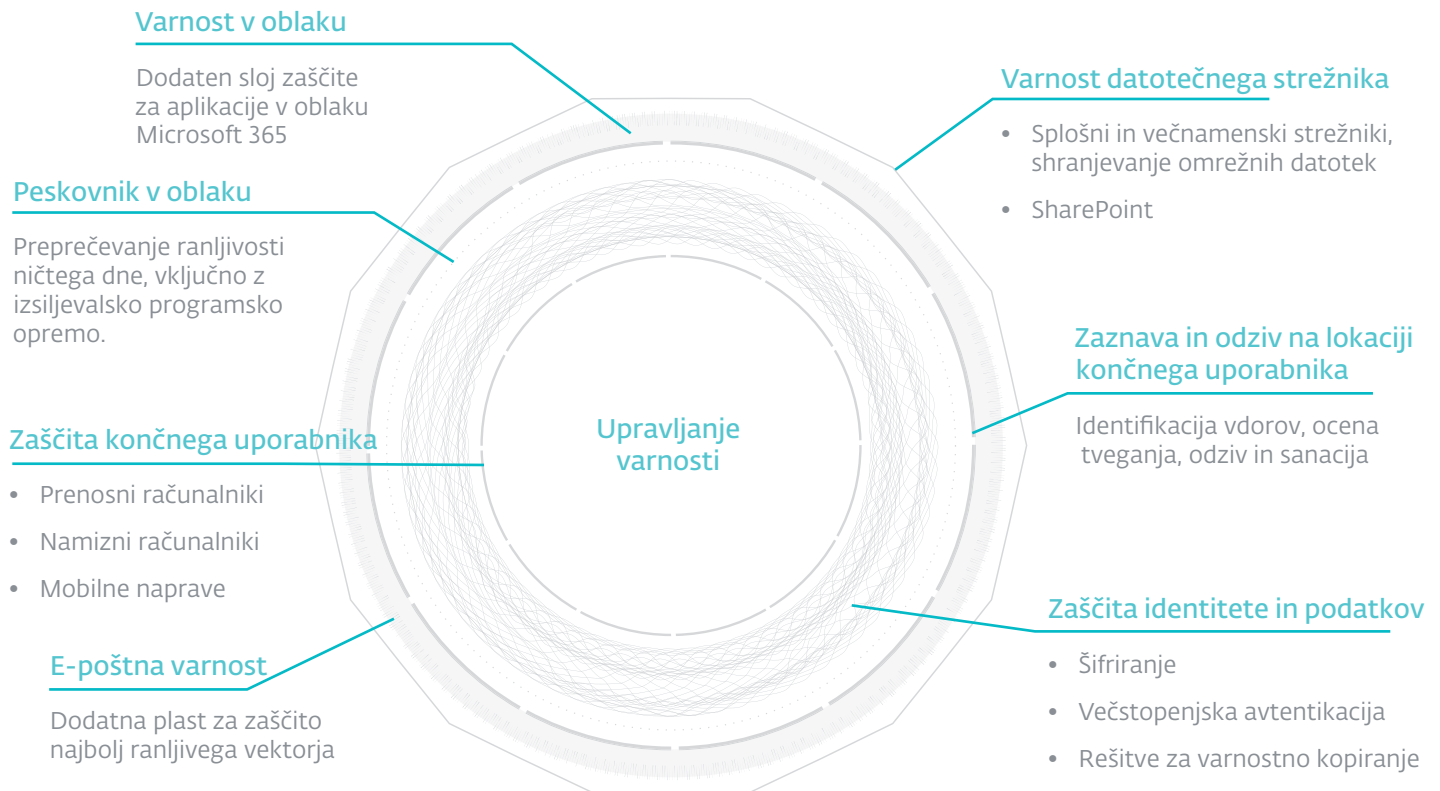 Varnost v oblaku
Dodaten sloj zaščite
za aplikacije v oblaku
Microsoft 365
Peskovnik v oblaku
Preprečevanje ranljivosti
ničtega dne, vključno z
izsiljevalsko programsko
opremo.
Zaščita končnega uporabnika
• Prenosni računalniki
• Namizni računalniki
• Mobilne naprave
E-poštna varnost
Dodatna plast za zaščito
najbolj ranljivega vektorja
Upravljanje
varnosti
Varnost datotečnega strežnika
• Splošni in večnamenski strežniki,
shranjevanje omrežnih datotek
• SharePoint
Zaznava in odziv na lokaciji
končnega uporabnika
Identifikacija vdorov, ocena
tveganja, odziv in sanacija
Zaščita identitete in podatkov
• Šifriranje
• Večstopenjska avtentikacija
• Rešitve za varnostno kopiranje